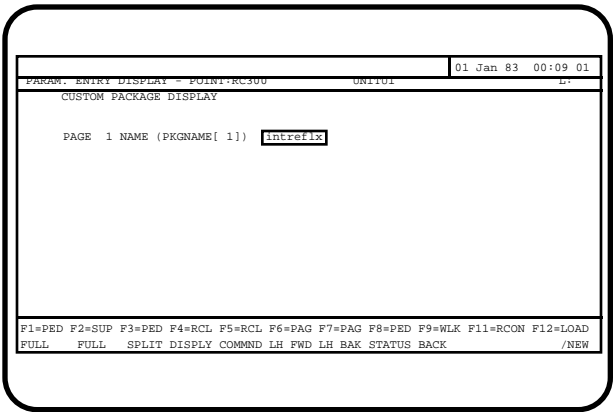 01 Jan 83 00:09 01
PARAM. ENTRY DISPLAY - POINT:RC300 UNIT01 L:
CUSTOM PACKAGE DISPLAY
PAGE 1 NAME (PKGNAME[ 1]) intreflx
F1=PED F2=SUP F3=PED F4=RCL F5=RCL F6=PAG F7=PAG F8=PED F9=WLK F11=RCON F12=LOAD
FULL FULL SPLIT DISPLY COMMND LH FWD LH BAK STATUS BACK /NEW